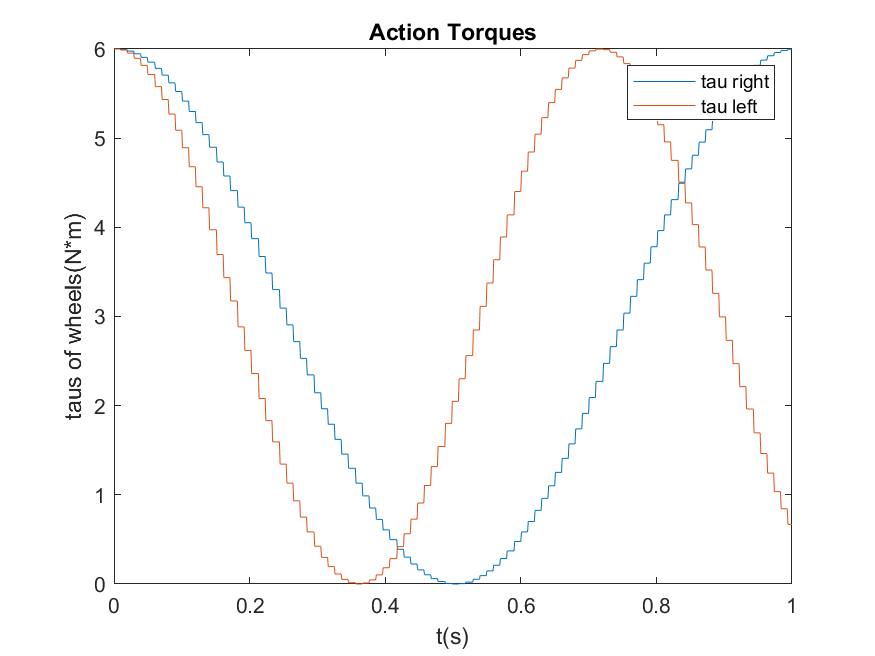 Action Torques
tau right
tau left
taus of wheels(N*m)
6
5
4
3
2
1
0
0
0.2
0.4
0.6
0.8
1
t(s)